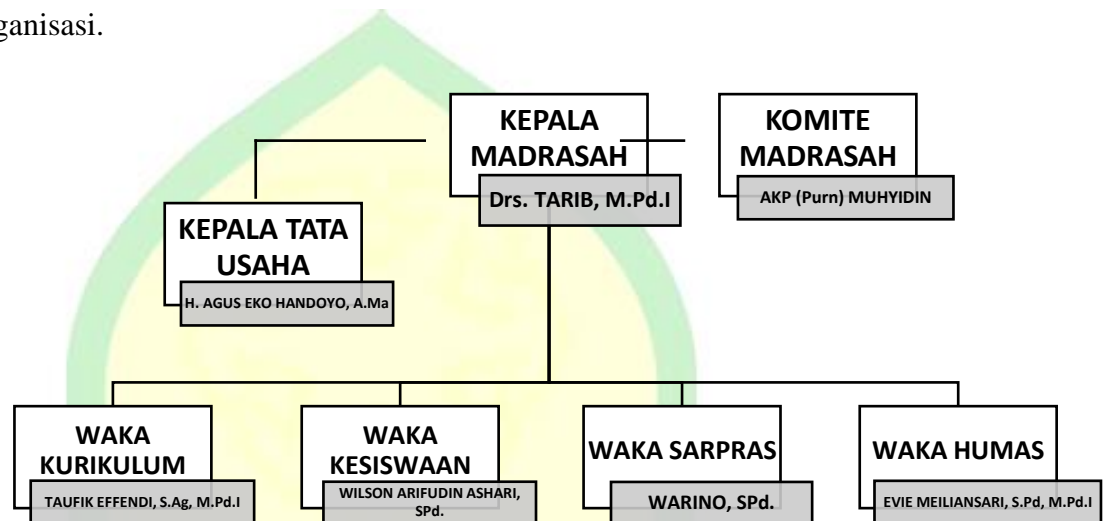 ganisasi.
KEPALA
MADRASAH
Drs. TARIB, M.Pd.I
KOMITE
MADRASAH
AKP (Purn) MUHYIDIN
KEPALA TATA
USAHA
H. AGUS EKO HANDOYO, A.Ma
WAKA
KURIKULUM
TAUFIK EFFENDI, S.Ag, M.Pd.I
WAKA
KESISWAAN
WILSON ARIFUDIN ASHARI,
SPd.
WAKA SARPRAS
WARINO, SPd.
WAKA HUMAS
EVIE MEILIANSARI, S.Pd, M.Pd.I